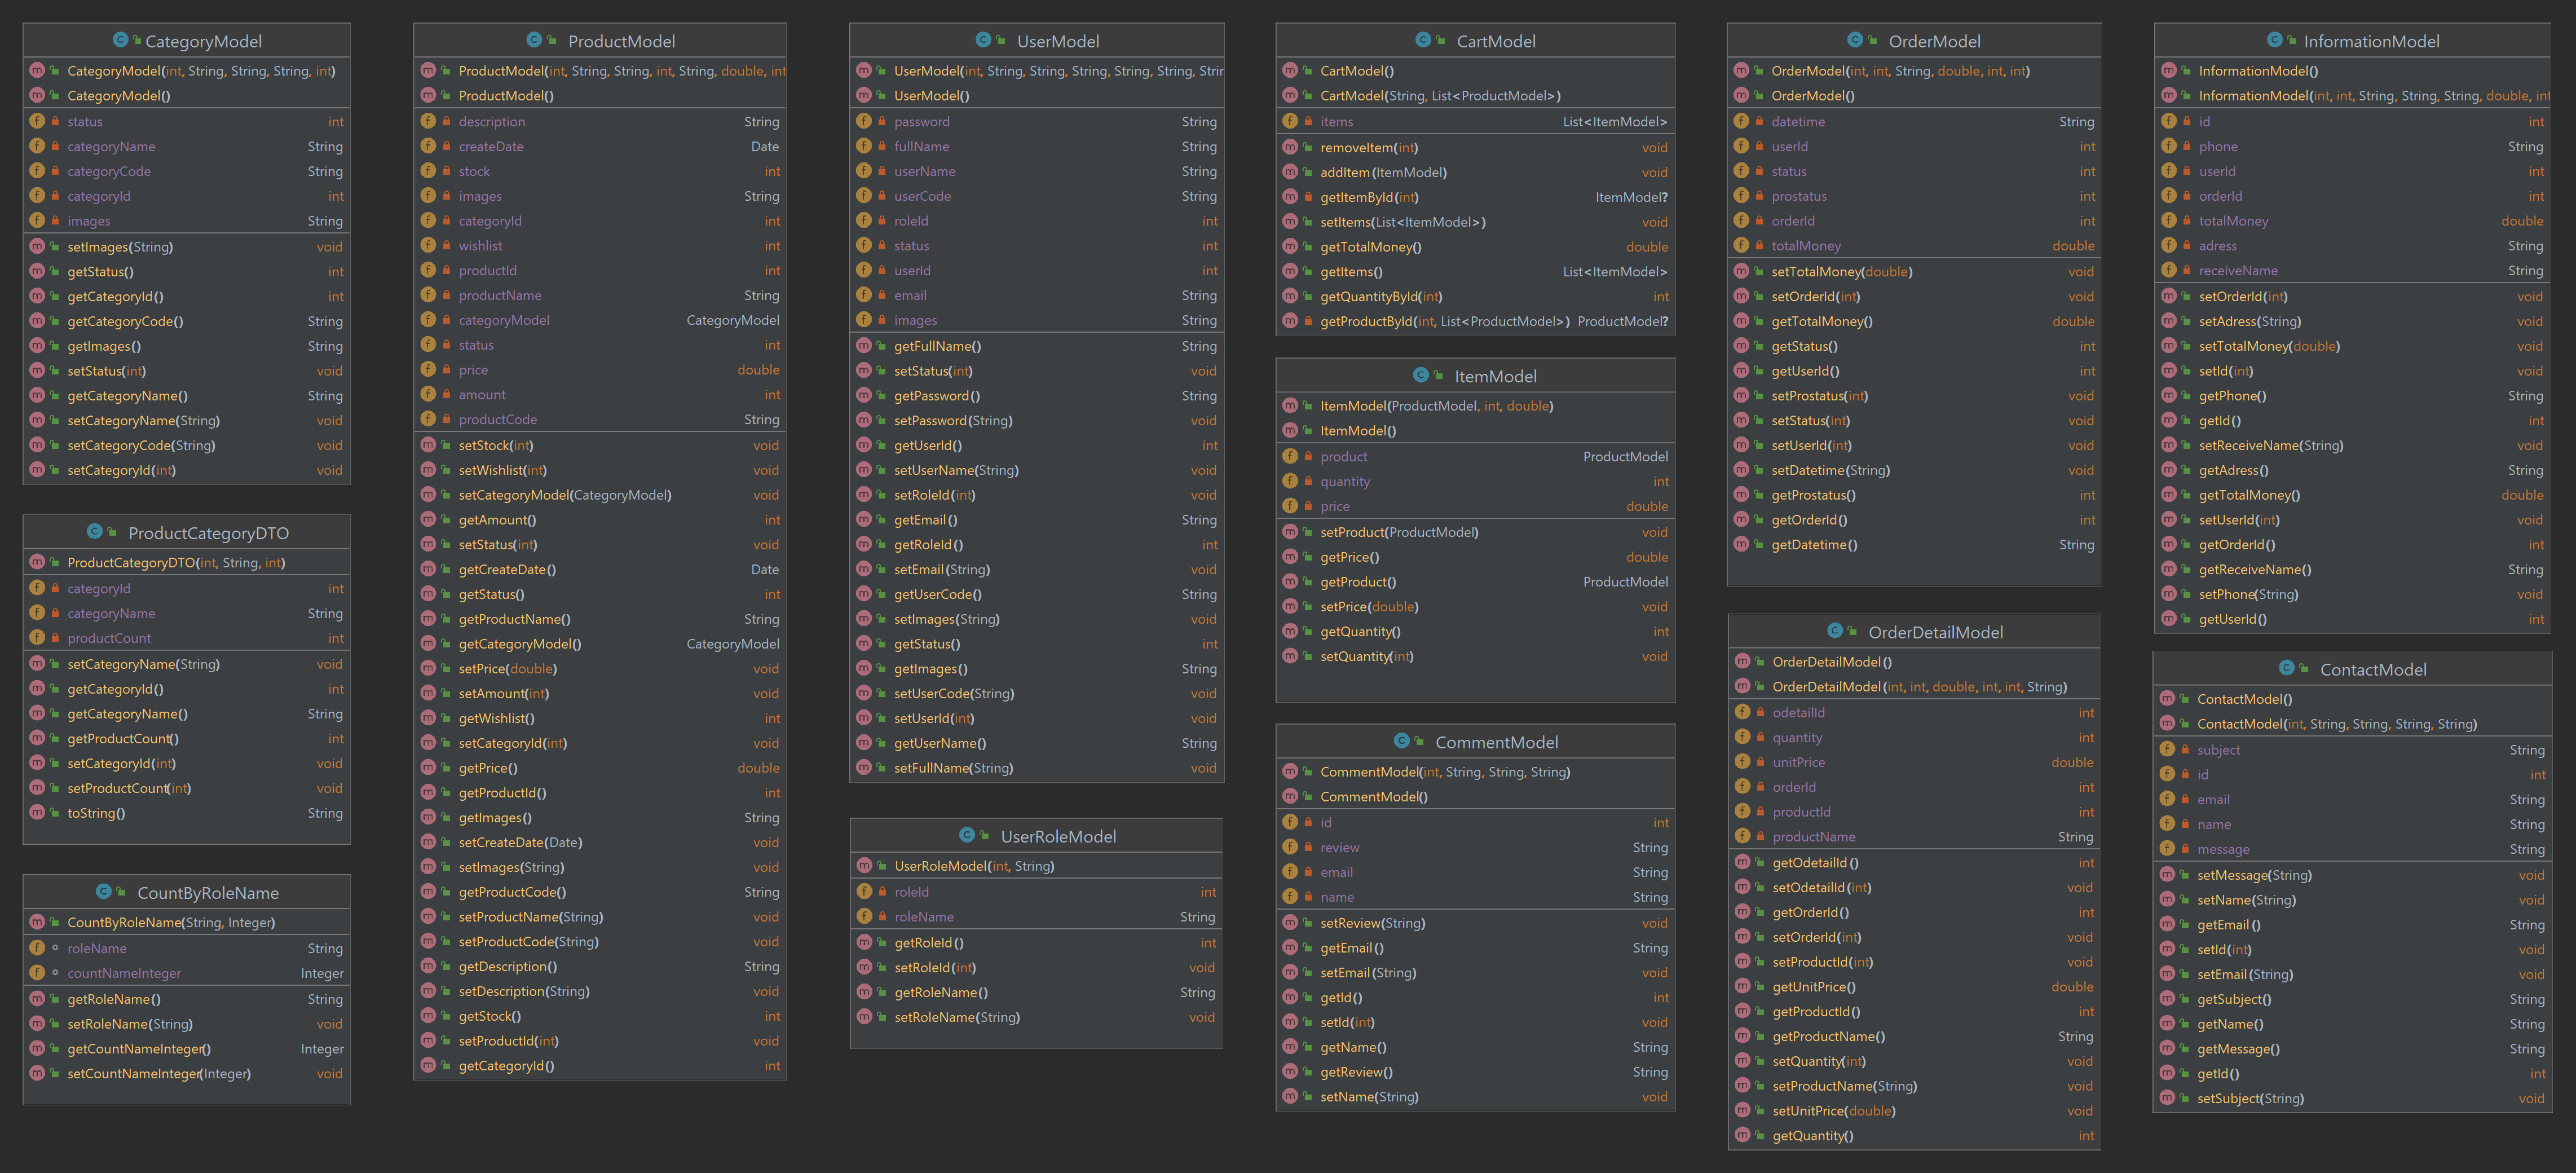 CategoryModel
CategoryModel(int, String, String, String, int)
CategoryModel()
status int
categoryName String
categoryCode String
categoryId int
images String
setImages(String) void
getStatus() int
getCategoryId() int
getCategoryCode() String
getImages() String
setStatus(int) void
getCategoryName() String
setCategoryName(String) void
setCategoryCode(String) void
setCategoryId(int) void
ProductCategoryDTO
ProductCategoryDTO(int, String, int)
categoryId int
categoryName String
productCount int
setCategoryName(String) void
getCategoryId() int
getCategoryName() String
getProductCount() int
setCategoryId(int) void
setProductCount(int) void
toString() String
CountByRoleName
CountByRoleName(String, Integer)
roleName String
countNameInteger Integer
getRoleName() String
setRoleName(String) void
getCountNameInteger() Integer
setCountNameInteger(Integer) void
ProductModel
ProductModel(int, String, String, int, String, double, int
ProductModel()
description String
createDate Date
stock int
images String
categoryId int
wishlist int
productId int
productName String
categoryModel CategoryModel
status int
price double
amount int
productCode String
setStock(int) void
setWishlist(int) void
setCategoryModel(CategoryModel) void
getAmount() int
setStatus(int) void
getCreateDate() Date
getStatus() int
getProductName() String
getCategoryModel() CategoryModel
setPrice(double) void
setAmount(int) void
getWishlist() int
setCategoryId(int) void
getPrice() double
getProductId() int
getImages() String
setCreateDate(Date) void
setImages(String) void
getProductCode() String
setProductName(String) void
setProductCode(String) void
getDescription() String
setDescription(String) void
getStock() int
setProductId(int) void
getCategoryId() int
UserModel
UserModel(int, String, String, String, String, String, Strir
UserModel()
password String
fullName String
userName String
userCode String
roleId int
status int
userId int
email String
images String
getFullName() String
setStatus(int) void
getPassword() String
setPassword(String) void
getUserId() int
setUserName(String) void
setRoleId(int) void
getEmail() String
getRoleId() int
setEmail(String) void
getUserCode() String
setImages(String) void
getStatus() int
getImages() String
setUserCode(String) void
setUserId(int) void
getUserName() String
setFullName(String) void
UserRoleModel
UserRoleModel(int, String)
roleId int
roleName String
getRoleId() int
setRoleId(int) void
getRoleName() String
setRoleName(String) void
CartModel
CartModel()
CartModel(String, List<ProductModel>)
items List<ItemModel>
removeItem(int) void
addItem(ItemModel) void
getItemById(int) ItemModel?
setItems(List<ItemModel>) void
getTotalMoney() double
getItems() List<ItemModel>
getQuantityById(int) int
getProductById(int, List<ProductModel>) ProductModel?
ItemModel
ItemModel(ProductModel, int, double)
ItemModel()
product ProductModel
quantity int
price double
setProduct(ProductModel) void
getPrice() double
getProduct() ProductModel
setPrice(double) void
getQuantity() int
setQuantity(int) void
CommentModel
CommentModel(int, String, String, String)
CommentModel()
id int
review String
email String
name String
setReview(String) void
getEmail() String
setEmail(String) void
getId() int
setId(int) void
getName() String
getReview() String
setName(String) void
OrderModel
OrderModel(int, int, String, double, int, int)
OrderModel()
datetime String
userId int
status int
prostatus int
orderId int
totalMoney double
setTotalMoney(double) void
setOrderId(int) void
getTotalMoney() double
getStatus() int
getUserId() int
setProstatus(int) void
setStatus(int) void
setUserId(int) void
setDatetime(String) void
getProstatus() int
getOrderId() int
getDatetime() String
OrderDetailModel
OrderDetailModel()
OrderDetailModel(int, int, double, int, int, String)
odetailId int
quantity int
unitPrice double
orderId int
productId int
productName String
getOdetailId() int
setOdetailId(int) void
getOrderId() int
setOrderId(int) void
setProductId(int) void
getUnitPrice() double
getProductId() int
getProductName() String
setQuantity(int) void
setProductName(String) void
setUnitPrice(double) void
getQuantity() int
InformationModel
InformationModel()
InformationModel(int, int, String, String, String, double, int
id int
phone String
userId int
orderId int
totalMoney double
adress String
receiveName String
setOrderId(int) void
setAdress(String) void
setTotalMoney(double) void
setId(int) void
getPhone() String
getId() int
setReceiveName(String) void
getAdress() String
getTotalMoney() double
setUserId(int) void
getOrderId() int
getReceiveName() String
setPhone(String) void
getUserId() int
ContactModel
ContactModel()
ContactModel(int, String, String, String, String)
subject String
id int
email String
name String
message String
setMessage(String) void
setName(String) void
getEmail() String
setId(int) void
setEmail(String) void
getSubject() String
getName() String
getMessage() String
getId() int
setSubject(String) void